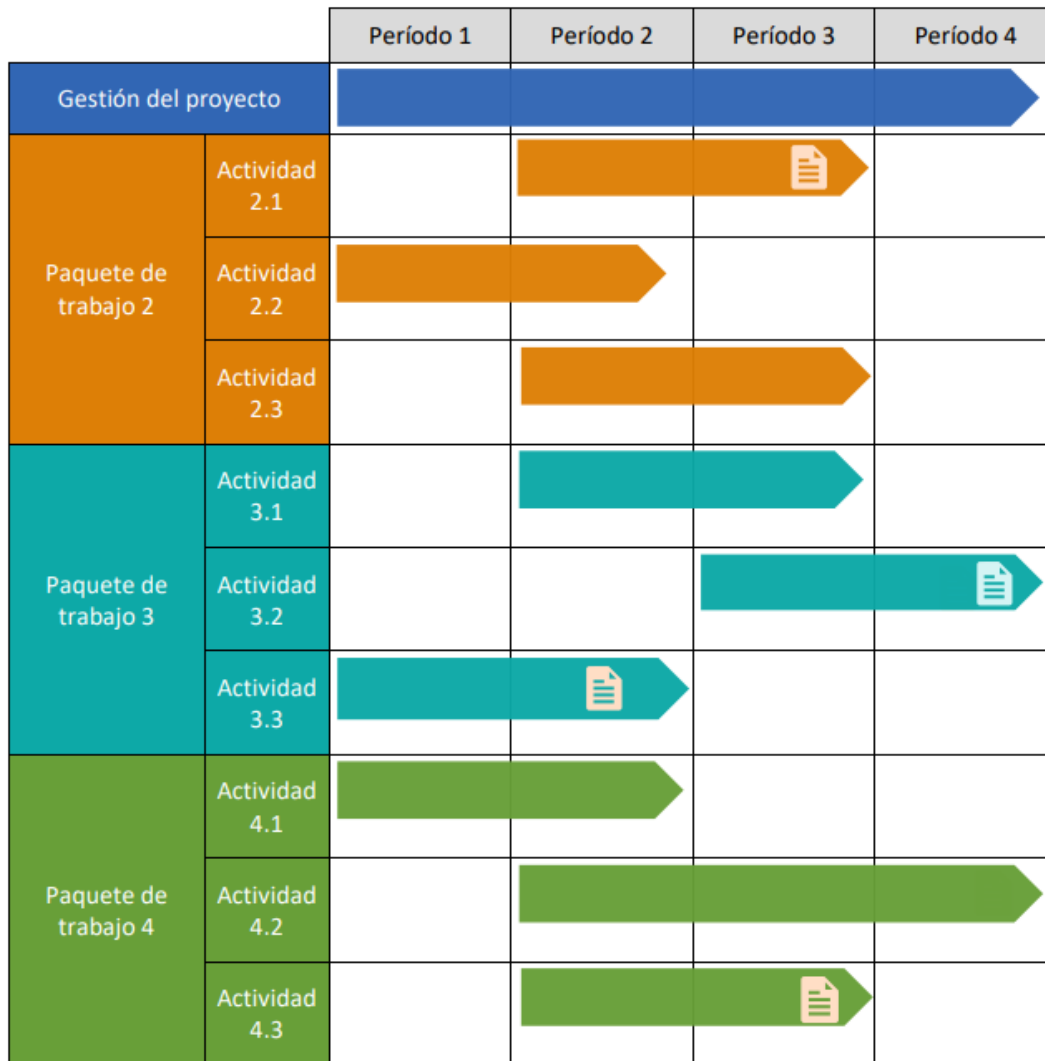 Período 1 Período 2 Período 3 Período 4
Gestión del proyecto
Paquete de
trabajo 2
Actividad
2.1
Actividad
2.2
Actividad
2.3
Paquete de
trabajo 3
Actividad
3.1
Actividad
3.2
Actividad
3.3
Paquete de
trabajo 4
Actividad
4.1
Actividad
4.2
Actividad
4.3